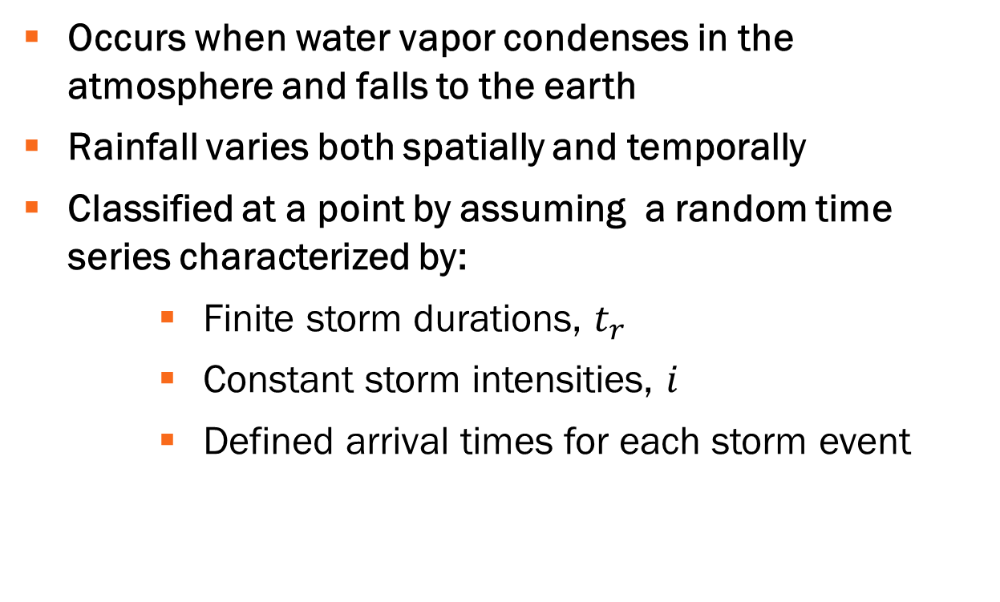 ▪ Occurs when water vapor condenses in the
atmosphere and falls to the earth
▪ Rainfall varies both spatially and temporally
▪ Classified at a point by assuming  a random time
series characterized by:
▪ Finite storm durations, tᵣ
▪ Constant storm intensities, i
▪ Defined arrival times for each storm event